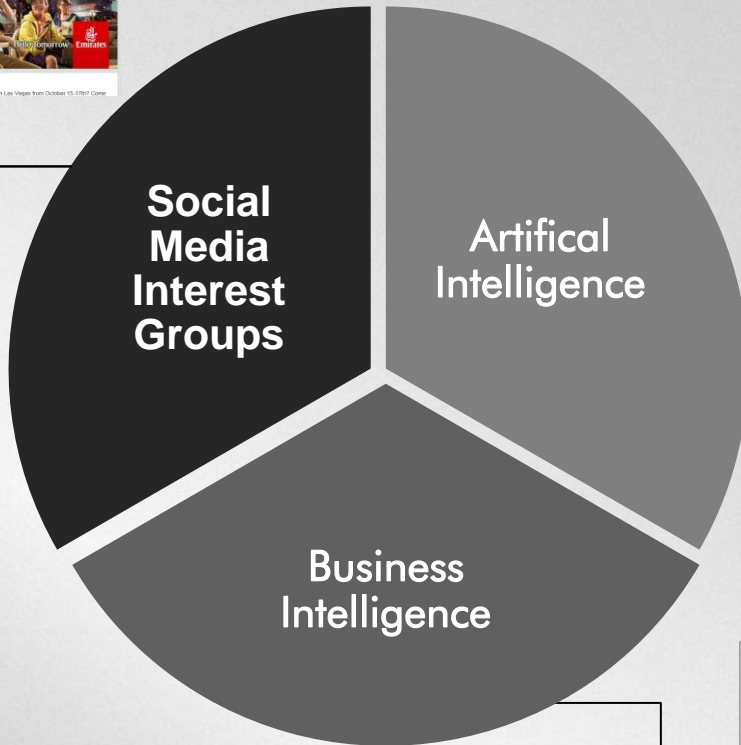 Hello Tomorrow
Emirates
n Las Vegas from October 15-17th? Come
Social
Media
Interest
Groups
Artifical
Intelligence
Business
Intelligence